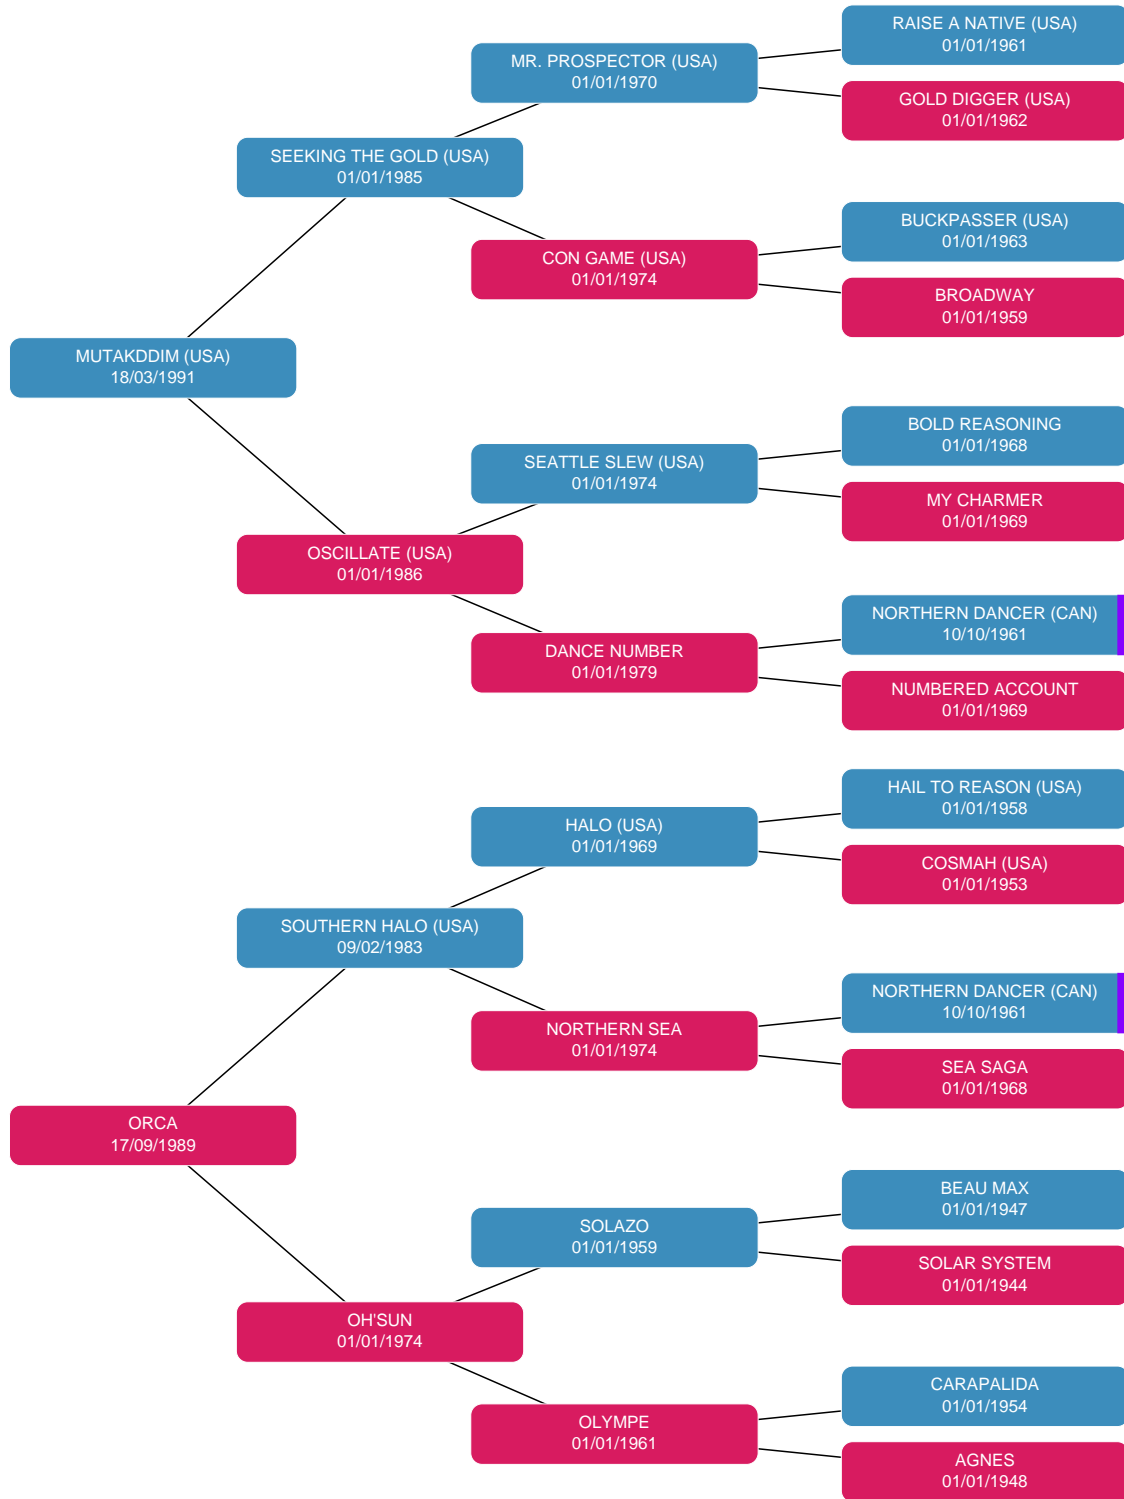 RAISE A NATIVE (USA)
01/01/1961
MR. PROSPECTOR (USA)
01/01/1970
GOLD DIGGER (USA)
01/01/1962
SEEKING THE GOLD (USA)
01/01/1985
BUCKPASSER (USA)
01/01/1963
CON GAME (USA)
01/01/1974
BROADWAY
01/01/1959
MUTAKDDIM (USA)
18/03/1991
BOLD REASONING
01/01/1968
SEATTLE SLEW (USA)
01/01/1974
MY CHARMER
01/01/1969
OSCILLATE (USA)
01/01/1986
NORTHERN DANCER (CAN)
10/10/1961
DANCE NUMBER
01/01/1979
NUMBERED ACCOUNT
01/01/1969
HAIL TO REASON (USA)
01/01/1958
HALO (USA)
01/01/1969
COSMAH (USA)
01/01/1953
SOUTHERN HALO (USA)
09/02/1983
NORTHERN DANCER (CAN)
10/10/1961
NORTHERN SEA
01/01/1974
SEA SAGA
01/01/1968
ORCA
17/09/1989
BEAU MAX
01/01/1947
SOLAZO
01/01/1959
SOLAR SYSTEM
01/01/1944
OH'SUN
01/01/1974
CARAPALIDA
01/01/1954
OLYMPE
01/01/1961
AGNES
01/01/1948